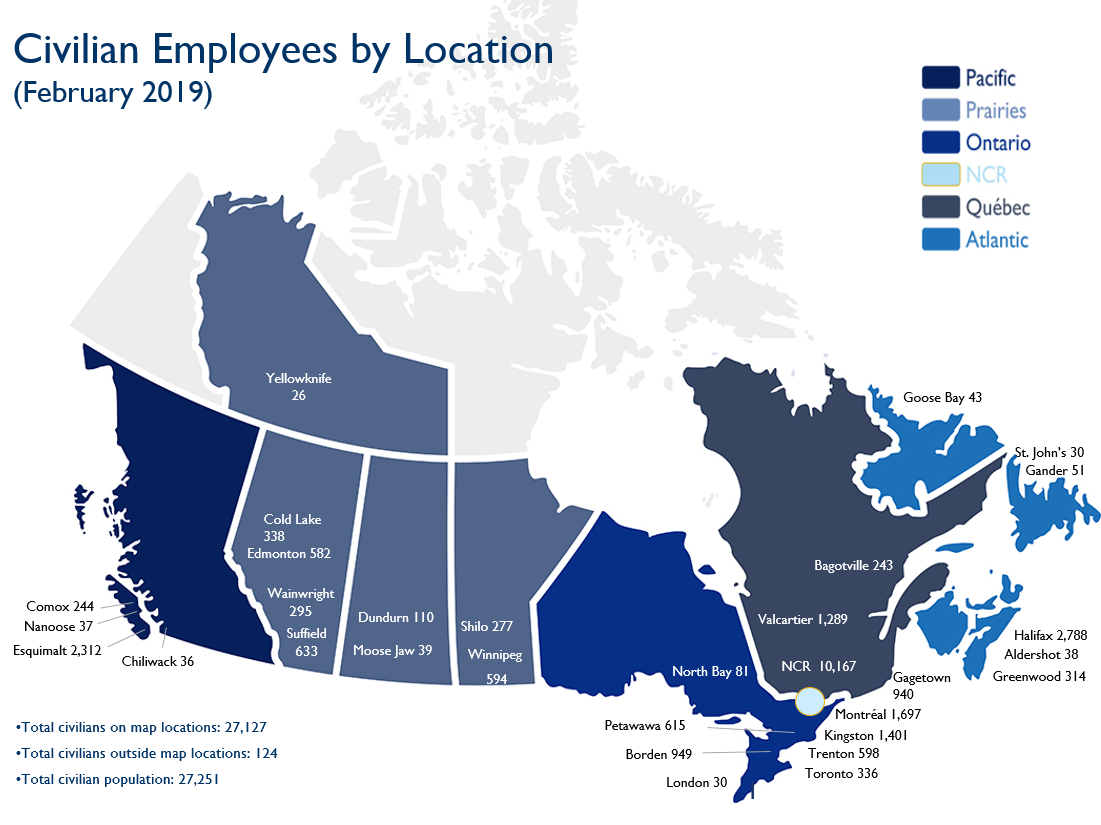 Civilian Employees by Location
(February 2019)
Pacific
Prairies
Ontario
NCR
Québec
Atlantic
Yellowknife
26
Goose Bay 43
St. John's 30
Gander 51
Cold Lake
338
Edmonton 582
Wainwright
295
Suffield
633
Dundurn 110
Moose Jaw 39
Shilo 277
Winnipeg
594
Comox 244
Nanoose 37
Esquimalt 2,312
Chiliwack 36
Bagotville 243
Valcartier 1,289
NCR 10,167
North Bay 81
Halifax 2,788
Aldershot 38
Greenwood 314
Gagetown
940
Montréal 1,697
Kingston 1,401
Trenton 598
Toronto 336
Petawawa 615
Borden 949
London 30
•Total civilians on map locations: 27,127
•Total civilians outside map locations: 124
•Total civilian population: 27,251